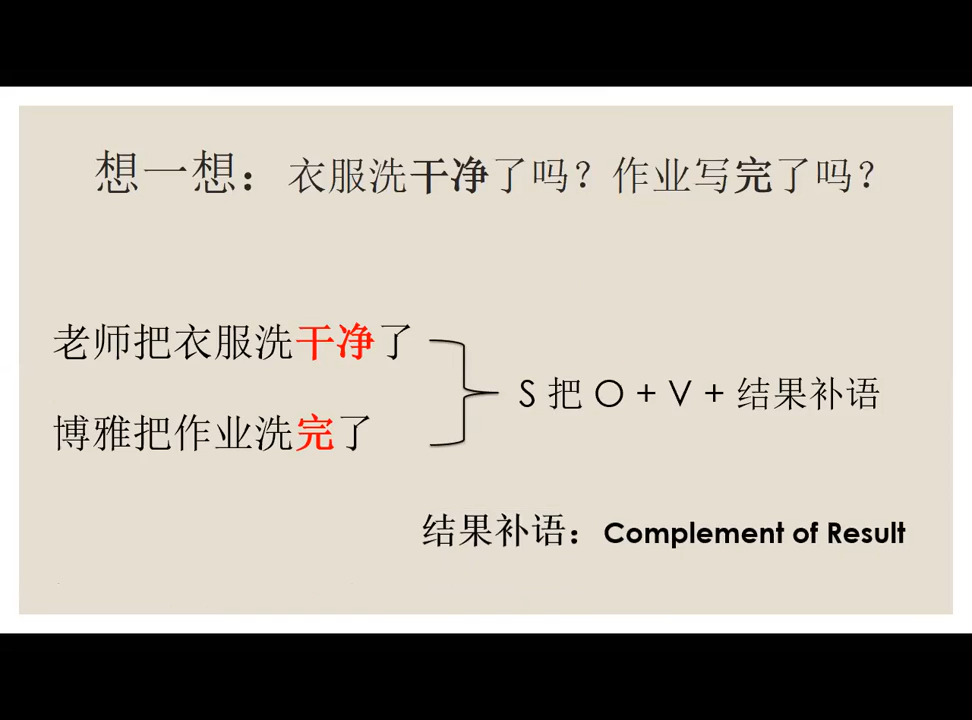 想一想：衣服洗干净了吗？作业写完了吗？
老师把衣服洗干净了
S 把 O + V + 结果补语
博雅把作业洗完了
结果补语：Complement of Result